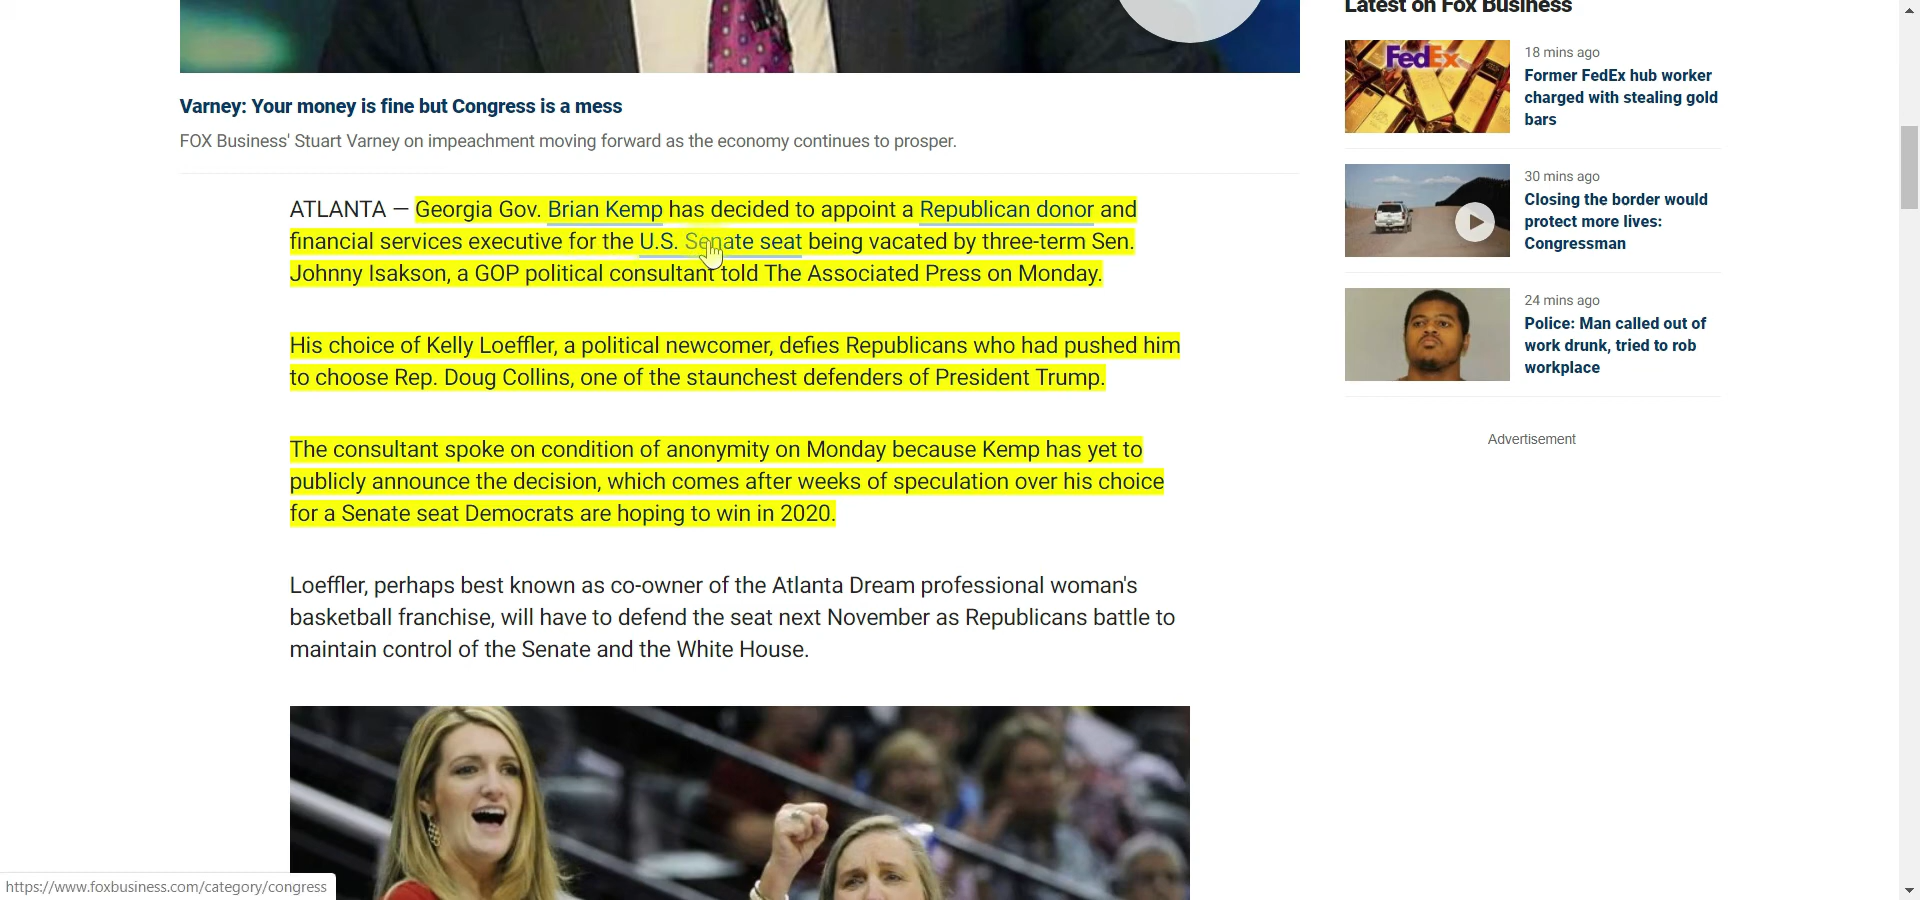 Latest on Fox Business
FedEx
18 mins ago
Former FedEx hub worker
charged with stealing gold
bars
Varney: Your money is fine but Congress is a mess
FOX Business' Stuart Varney on impeachment moving forward as the economy continues to prosper.
30 mins ago
Closing the border would
protect more lives:
Congressman
ATLANTA — Georgia Gov. Brian Kemp has decided to appoint a Republican donor and
financial services executive for the U.S. Senate seat being vacated by three-term Sen.
Johnny Isakson, a GOP political consultant told The Associated Press on Monday.
24 mins ago
Police: Man called out of
work drunk, tried to rob
workplace
His choice of Kelly Loeffler, a political newcomer, defies Republicans who had pushed him
to choose Rep. Doug Collins, one of the staunchest defenders of President Trump.
Advertisement
The consultant spoke on condition of anonymity on Monday because Kemp has yet to
publicly announce the decision, which comes after weeks of speculation over his choice
for a Senate seat Democrats are hoping to win in 2020.
Loeffler, perhaps best known as co-owner of the Atlanta Dream professional woman's
basketball franchise, will have to defend the seat next November as Republicans battle to
maintain control of the Senate and the White House.
https://www.foxbusiness.com/category/congress